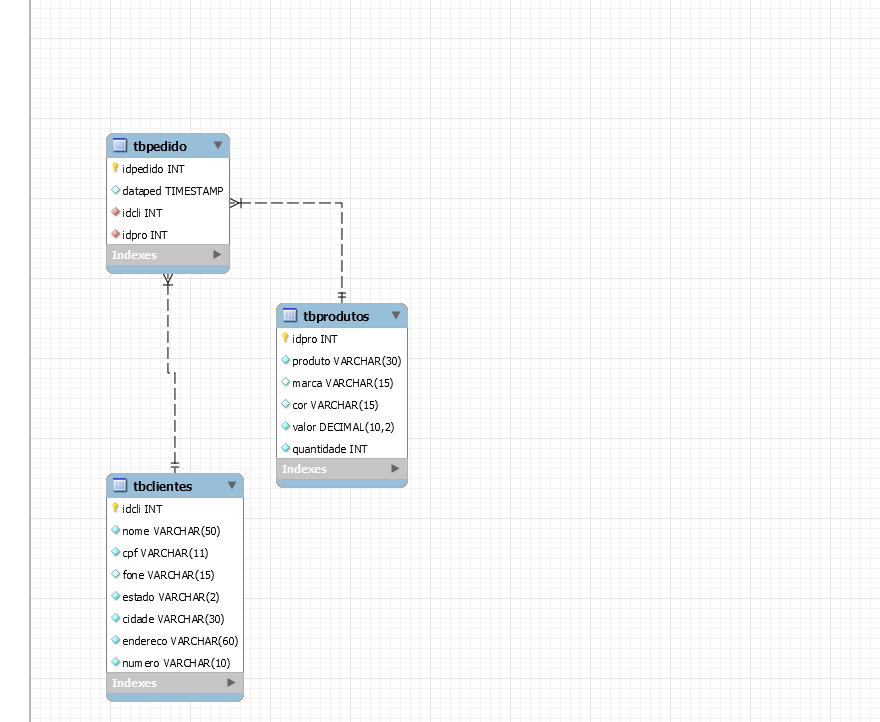 tbpedido
idpedido INT
dataped TIMESTAMP
idcli INT
idpro INT
Indexes
tbprodutos
idpro INT
produto VARCHAR(30)
marca VARCHAR(15)
cor VARCHAR(15)
valor DECIMAL(10,2)
quantidade INT
Indexes
tbclientes
idcli INT
nome VARCHAR(50)
cpf VARCHAR(11)
fone VARCHAR(15)
estado VARCHAR(2)
cidade VARCHAR(30)
endereco VARCHAR(60)
numero VARCHAR(10)
Indexes